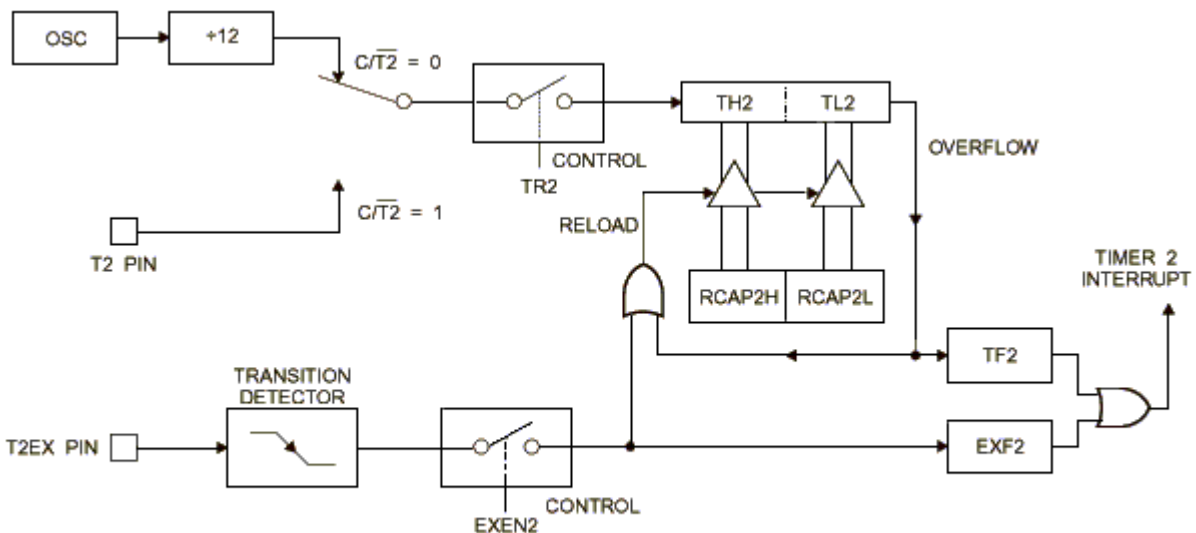 OSC
÷12
C/T2̅ = 0
TH2
TL2
OVERFLOW
CONTROL
TR2
C/T2̅ = 1
RELOAD
T2 PIN
TIMER 2
INTERRUPT
RCAP2H
RCAP2L
TRANSITION
DETECTOR
TF2
T2EX PIN
EXF2
CONTROL
EXEN2